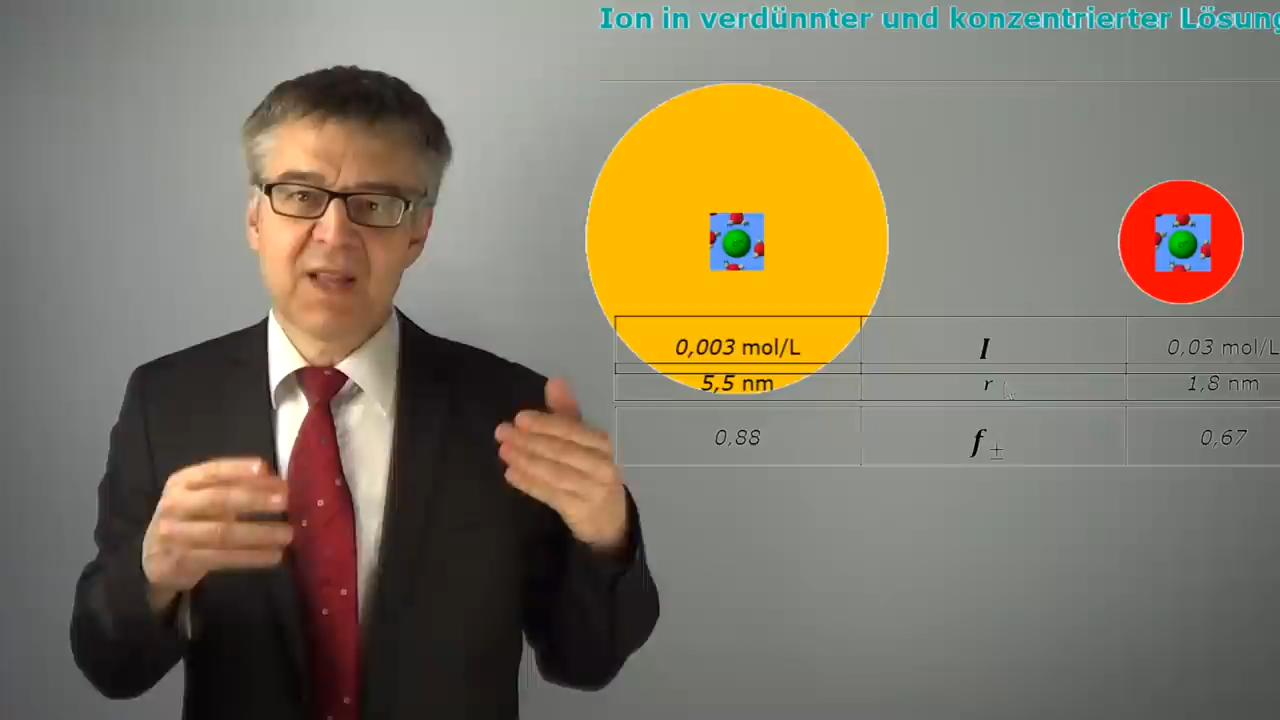 Ion in verdünnter und konzentrierter Lösung
0,003 mol/L I 0,03 mol/L
5,5 nm r 1,8 nm
0,88 f± 0,67